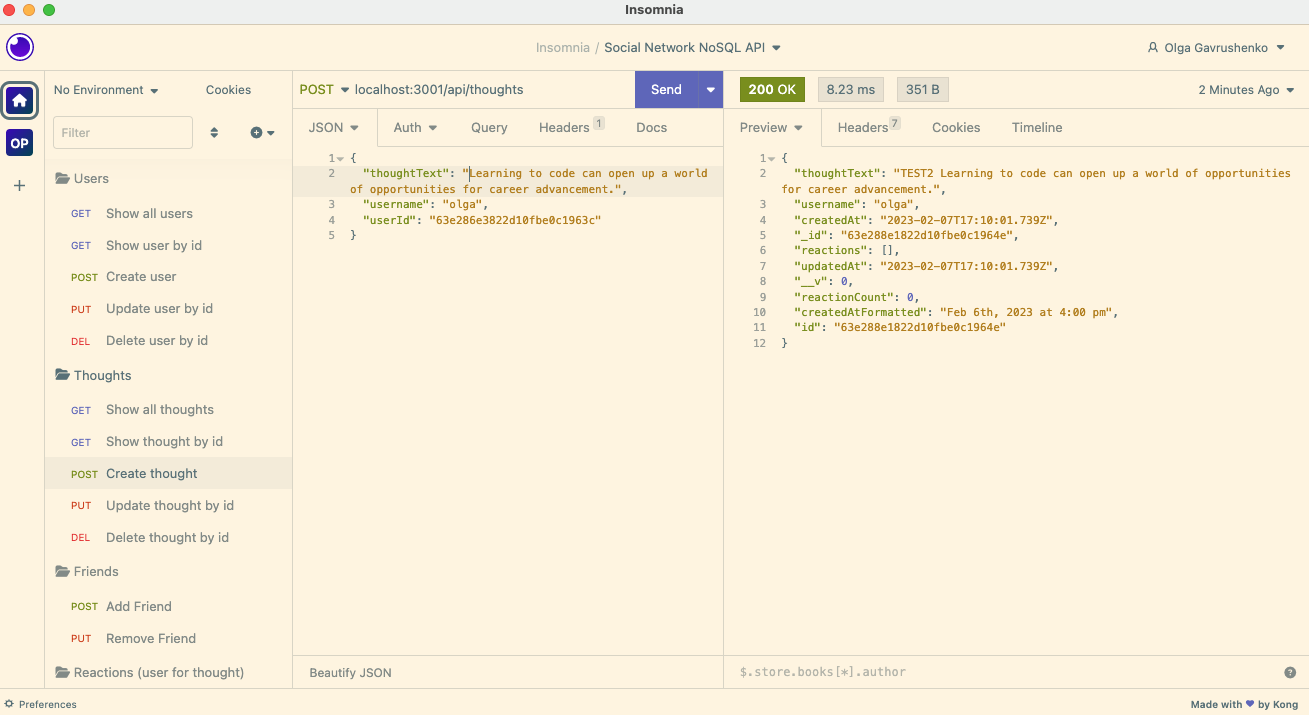 Insomnia
Insomnia / Social Network NoSQL API
Olga Gavrushenko
OP
No Environment
Cookies
Filter
Users
GET Show all users
GET Show user by id
POST Create user
PUT Update user by id
DEL Delete user by id
Thoughts
GET Show all thoughts
GET Show thought by id
POST Create thought
PUT Update thought by id
DEL Delete thought by id
Friends
POST Add Friend
PUT Remove Friend
Reactions (user for thought)
POST localhost:3001/api/thoughts Send
JSON Auth Query Headers 1 Docs
1 {
2 "thoughtText": "Learning to code can open up a world
of opportunities for career advancement.",
3 "username": "olga",
4 "userId": "63e286e3822d10fbe0c1963c"
5 }
Beautify JSON
200 OK 8.23 ms 351 B 2 Minutes Ago
Preview Headers 7 Cookies Timeline
1 {
2 "thoughtText": "TEST2 Learning to code can open up a world of opportunities
for career advancement.",
3 "username": "olga",
4 "createdAt": "2023-02-07T17:10:01.739Z",
5 "_id": "63e288e1822d10fbe0c1964e",
6 "reactions": [],
7 "updatedAt": "2023-02-07T17:10:01.739Z",
8 "__v": 0,
9 "reactionCount": 0,
10 "createdAtFormatted": "Feb 6th, 2023 at 4:00 pm",
11 "id": "63e288e1822d10fbe0c1964e"
12 }
$.store.books[*].author
?
Preferences
Made with ♥ by Kong